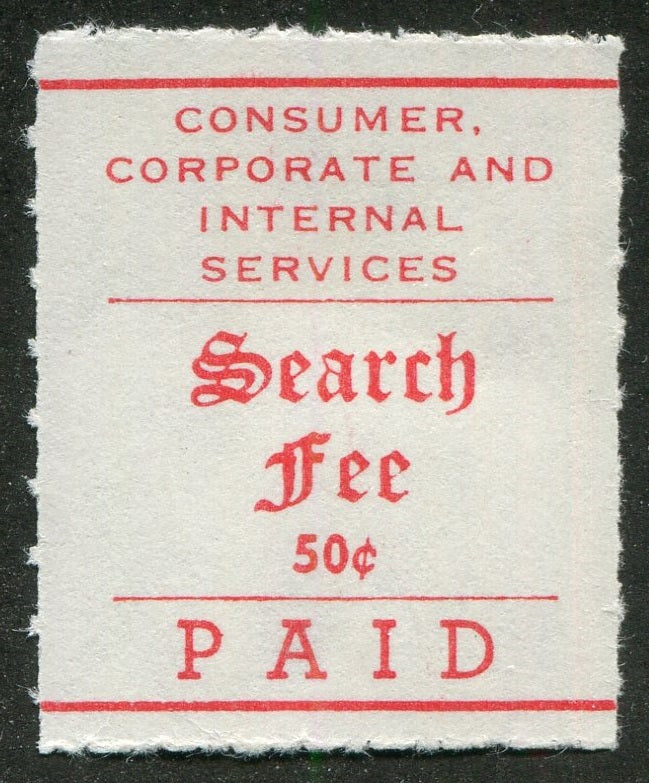 CONSUMER,
CORPORATE AND
INTERNAL
SERVICES
Search
Fee
50¢
PAID